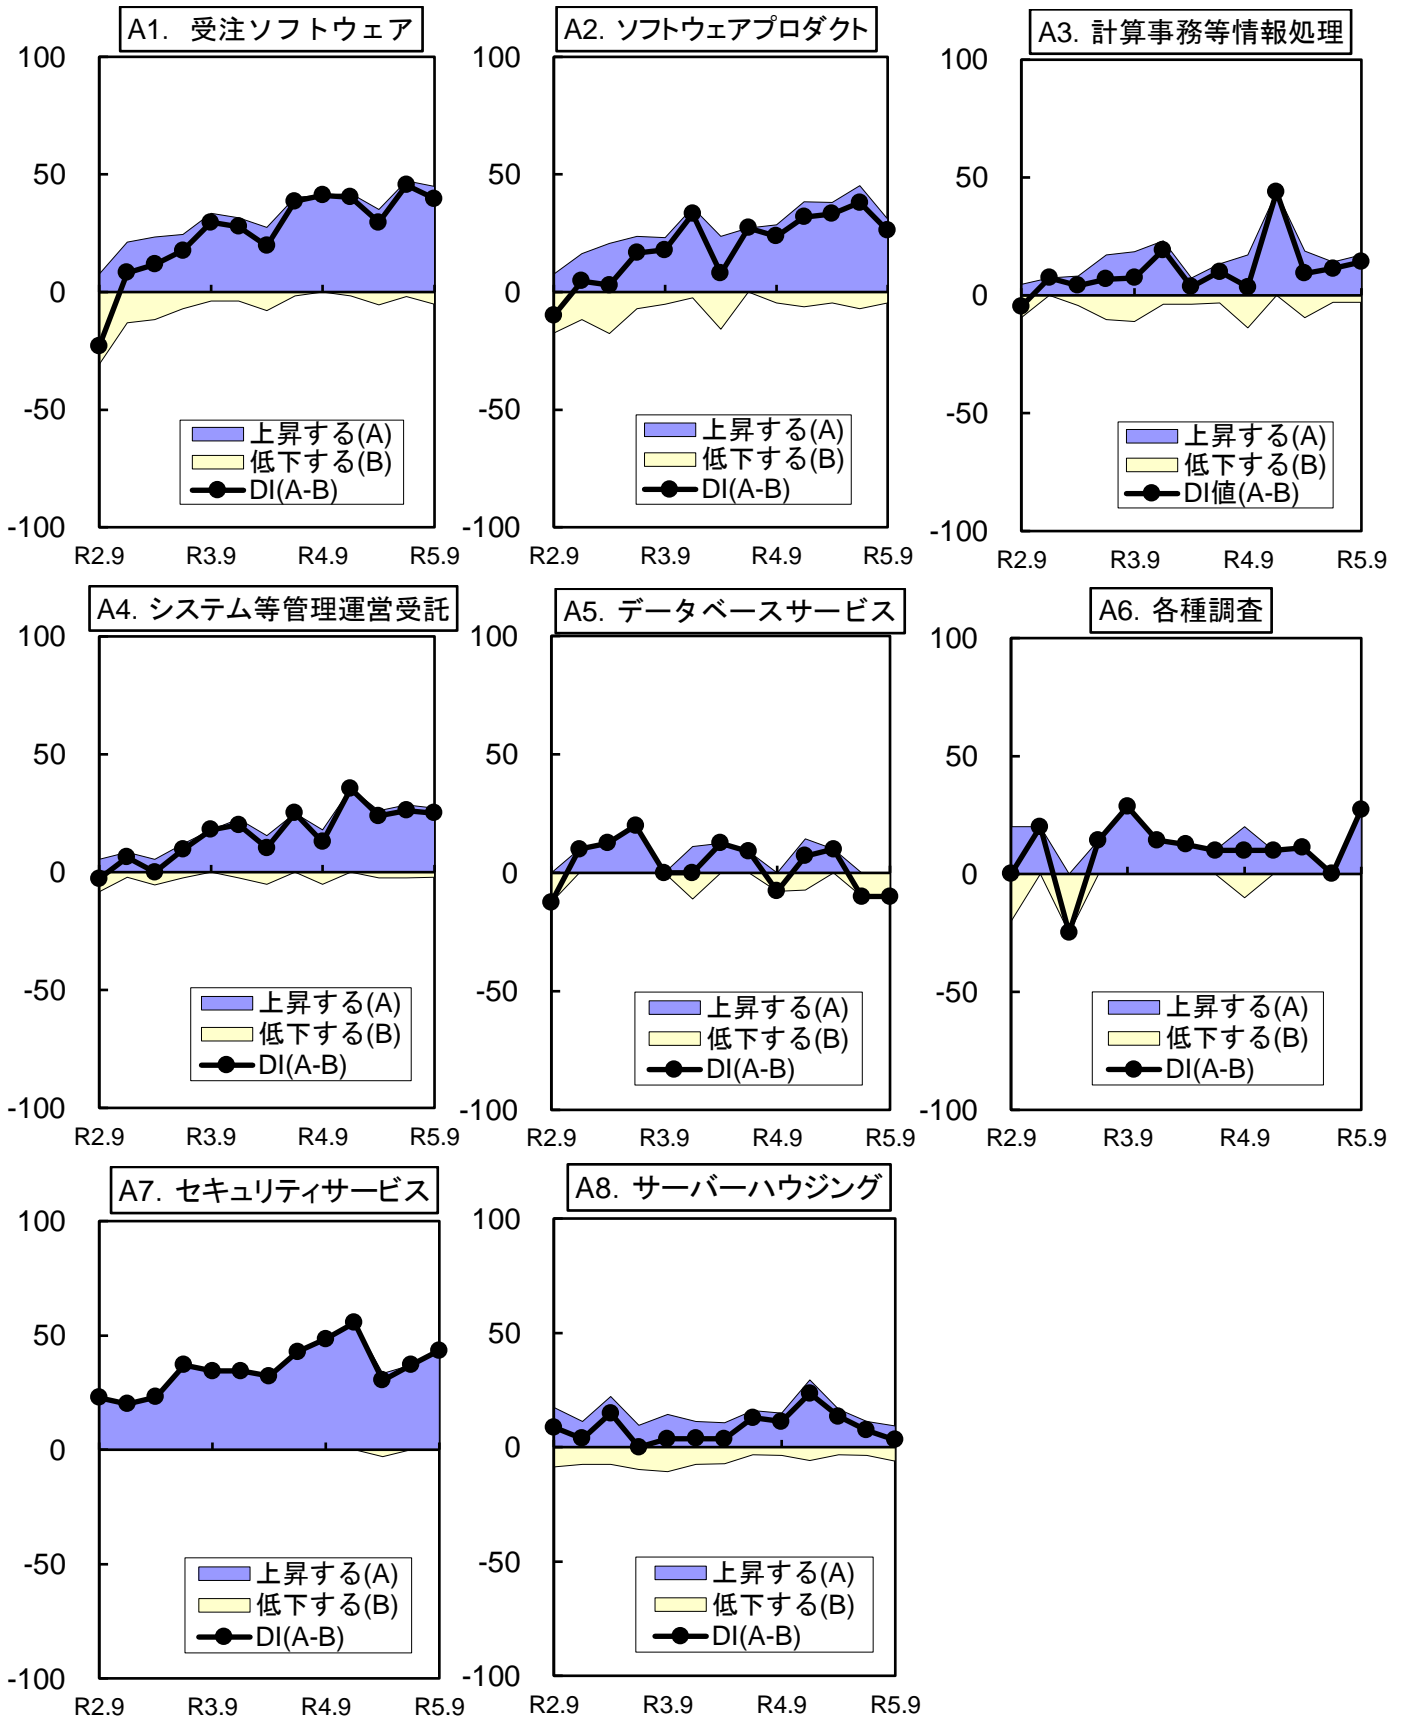 A1. 受注ソフトウェア
100
50
0
-50
-100
上昇する(A)
低下する(B)
DI(A-B)
R2.9 R3.9 R4.9 R5.9
A2. ソフトウェアプロダクト
100
50
0
-50
-100
上昇する(A)
低下する(B)
DI(A-B)
R2.9 R3.9 R4.9 R5.9
A3. 計算事務等情報処理
100
50
0
-50
-100
上昇する(A)
低下する(B)
DI値(A-B)
R2.9 R3.9 R4.9 R5.9
A4. システム等管理運営受託
100
50
0
-50
-100
上昇する(A)
低下する(B)
DI(A-B)
R2.9 R3.9 R4.9 R5.9
A5. データベースサービス
100
50
0
-50
-100
上昇する(A)
低下する(B)
DI(A-B)
R2.9 R3.9 R4.9 R5.9
A6. 各種調査
100
50
0
-50
-100
上昇する(A)
低下する(B)
DI(A-B)
R2.9 R3.9 R4.9 R5.9
A7. セキュリティサービス
100
50
0
-50
-100
上昇する(A)
低下する(B)
DI(A-B)
R2.9 R3.9 R4.9 R5.9
A8. サーバーハウジング
100
50
0
-50
-100
上昇する(A)
低下する(B)
DI(A-B)
R2.9 R3.9 R4.9 R5.9